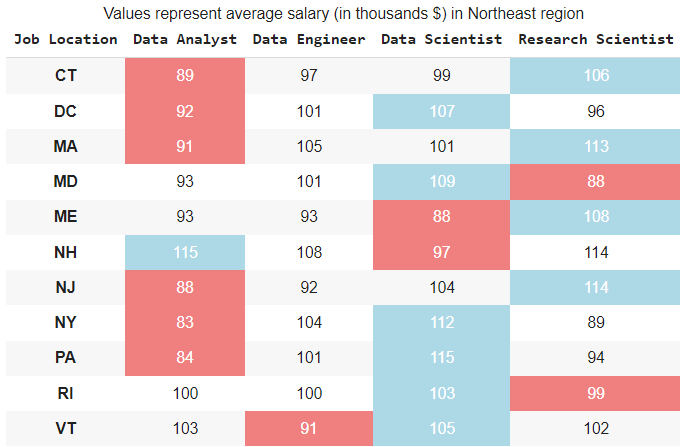 Values represent average salary (in thousands $) in Northeast region
Job Location Data Analyst Data Engineer Data Scientist Research Scientist
CT 89 97 99 106
DC 92 101 107 96
MA 91 105 101 113
MD 93 101 109 88
ME 93 93 88 108
NH 115 108 97 114
NJ 88 92 104 114
NY 83 104 112 89
PA 84 101 115 94
RI 100 100 103 99
VT 103 91 105 102